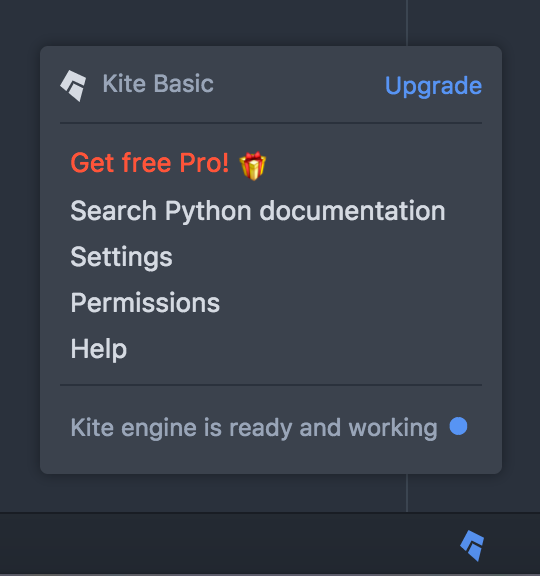 Kite Basic Upgrade
Get free Pro! 🎁
Search Python documentation
Settings
Permissions
Help
Kite engine is ready and working